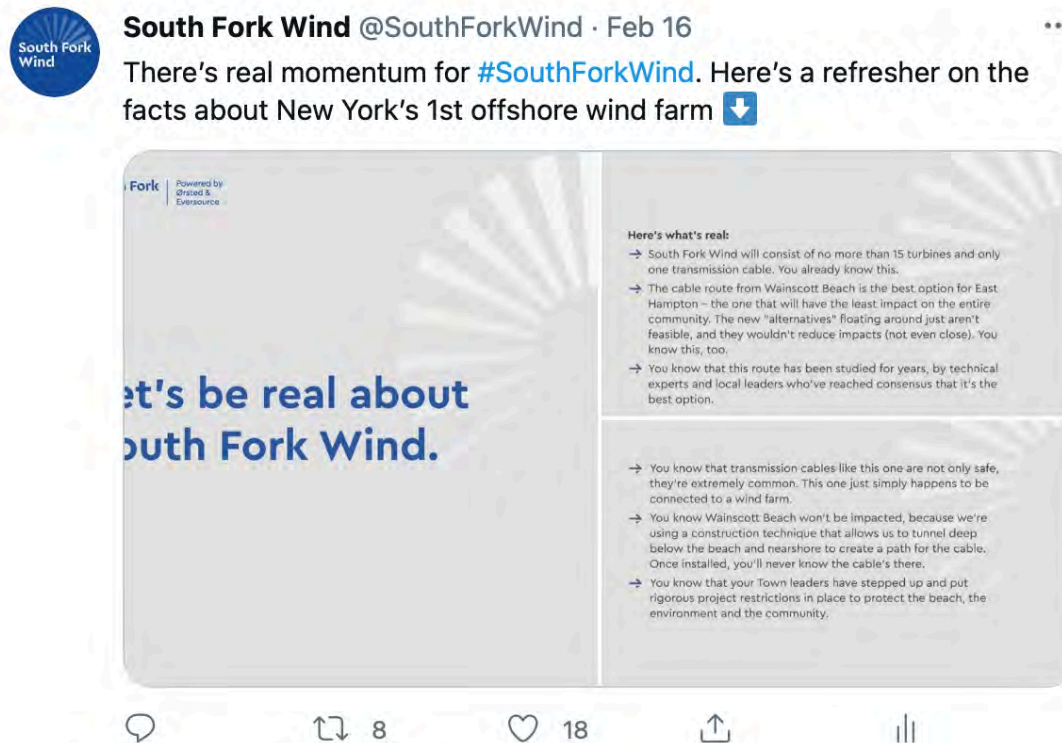 South Fork Wind @SouthForkWind · Feb 16
South Fork
Wind
There's real momentum for #SouthForkWind. Here's a refresher on the
facts about New York's 1st offshore wind farm ⬇️
Fork
Powered by
Ørsted &
Eversource
et's be real about
outh Fork Wind.
Here's what's real:
→ South Fork Wind will consist of no more than 15 turbines and only
one transmission cable. You already know this.
→ The cable route from Wainscott Beach is the best option for East
Hampton – the one that will have the least impact on the entire
community. The new "alternatives" floating around just aren't
feasible, and they wouldn't reduce impacts (not even close). You
know this, too.
→ You know that this route has been studied for years, by technical
experts and local leaders who've reached consensus that it's the
best option.
→ You know that transmission cables like this one are not only safe,
they're extremely common. This one just simply happens to be
connected to a wind farm.
→ You know Wainscott Beach won't be impacted, because we're
using a construction technique that allows us to tunnel deep
below the beach and nearshore to create a path for the cable.
Once installed, you'll never know the cable's there.
→ You know that your Town leaders have stepped up and put
rigorous project restrictions in place to protect the beach, the
environment and the community.
8
18